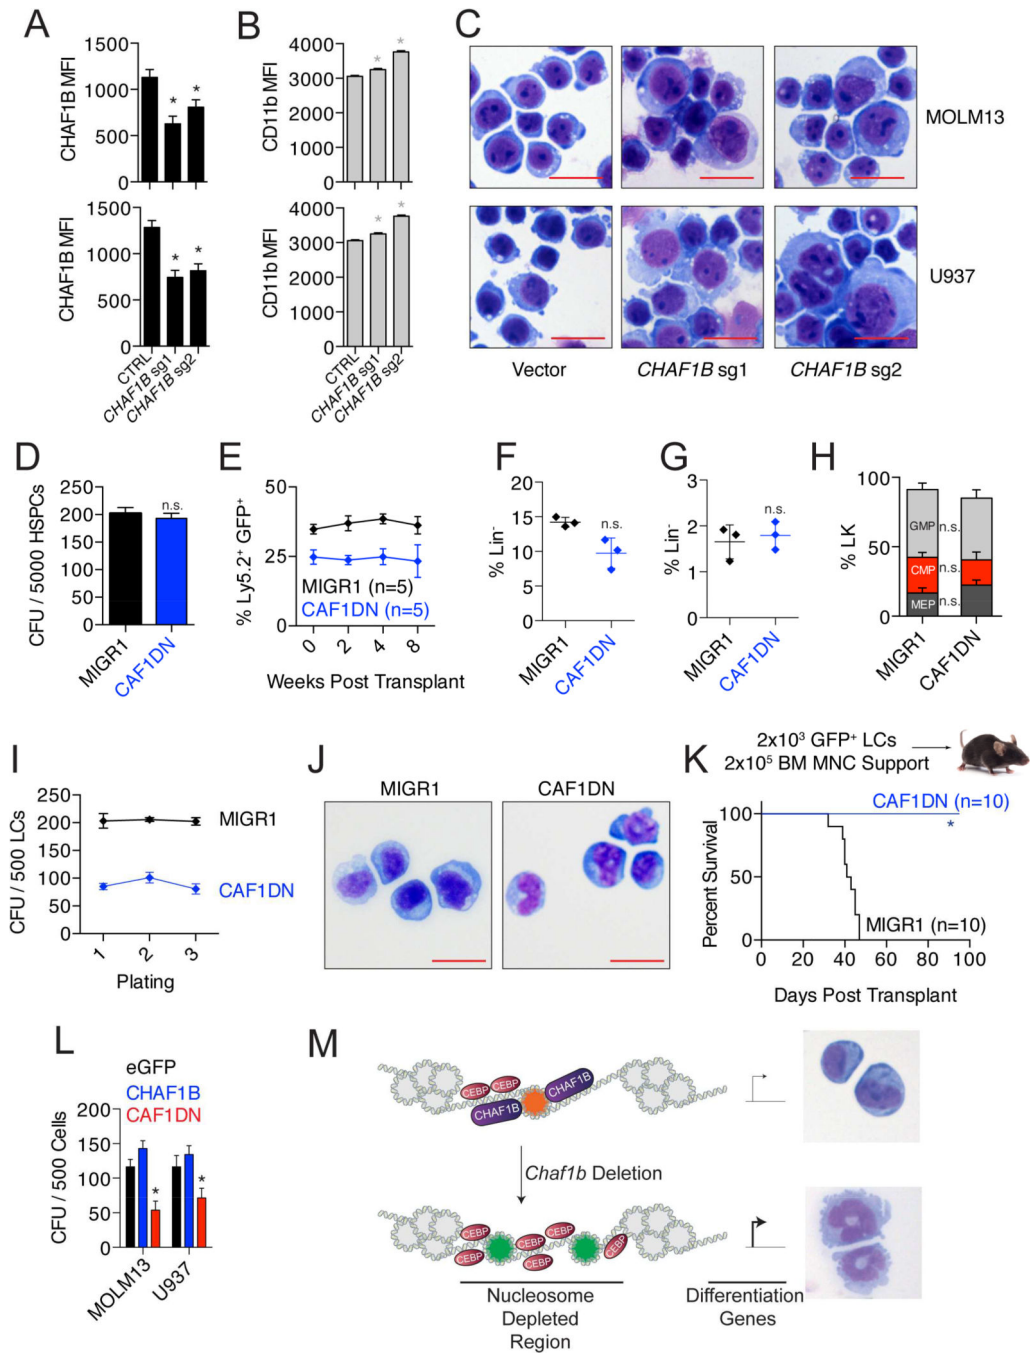 A
CHAF1B MFI
1500
1000
500
0
*
*
CHAF1B MFI
1500
1000
500
0
*
*
CTRL
CHAF1B sg1
CHAF1B sg2
B
CD11b MFI
4000
3000
2000
1000
0
*
*
CD11b MFI
4000
3000
2000
1000
0
*
*
CTRL
CHAF1B sg1
CHAF1B sg2
C
MOLM13
U937
Vector
CHAF1B sg1
CHAF1B sg2
D
CFU / 5000 HSPCs
250
200
150
100
50
0
n.s.
MIGR1
CAF1DN
E
% Ly5.2⁺ GFP⁺
50
25
0
MIGR1 (n=5)
CAF1DN (n=5)
0 2 4 8
Weeks Post Transplant
F
% Lin⁻
20
15
10
5
0
n.s.
MIGR1
CAF1DN
G
% Lin⁻
3
2
1
0
n.s.
MIGR1
CAF1DN
H
% LK
100
50
0
GMP
n.s.
CMP
n.s.
MEP
n.s.
MIGR1
CAF1DN
I
CFU / 500 LCs
250
200
150
100
50
0
MIGR1
CAF1DN
1 2 3
Plating
J
MIGR1
CAF1DN
K
2x10³ GFP⁺ LCs
2x10⁵ BM MNC Support
CAF1DN (n=10)
*
Percent Survival
100
50
0
MIGR1 (n=10)
0 20 40 60 80 100
Days Post Transplant
L
eGFP
CHAF1B
CAF1DN
CFU / 500 Cells
200
150
100
50
0
*
*
MOLM13
U937
M
CEBP
CEBP
CHAF1B
CHAF1B
Chaf1b Deletion
CEBP
CEBP
CEBP
CEBP
CEBP
CEBP
Nucleosome
Depleted
Region
Differentiation
Genes